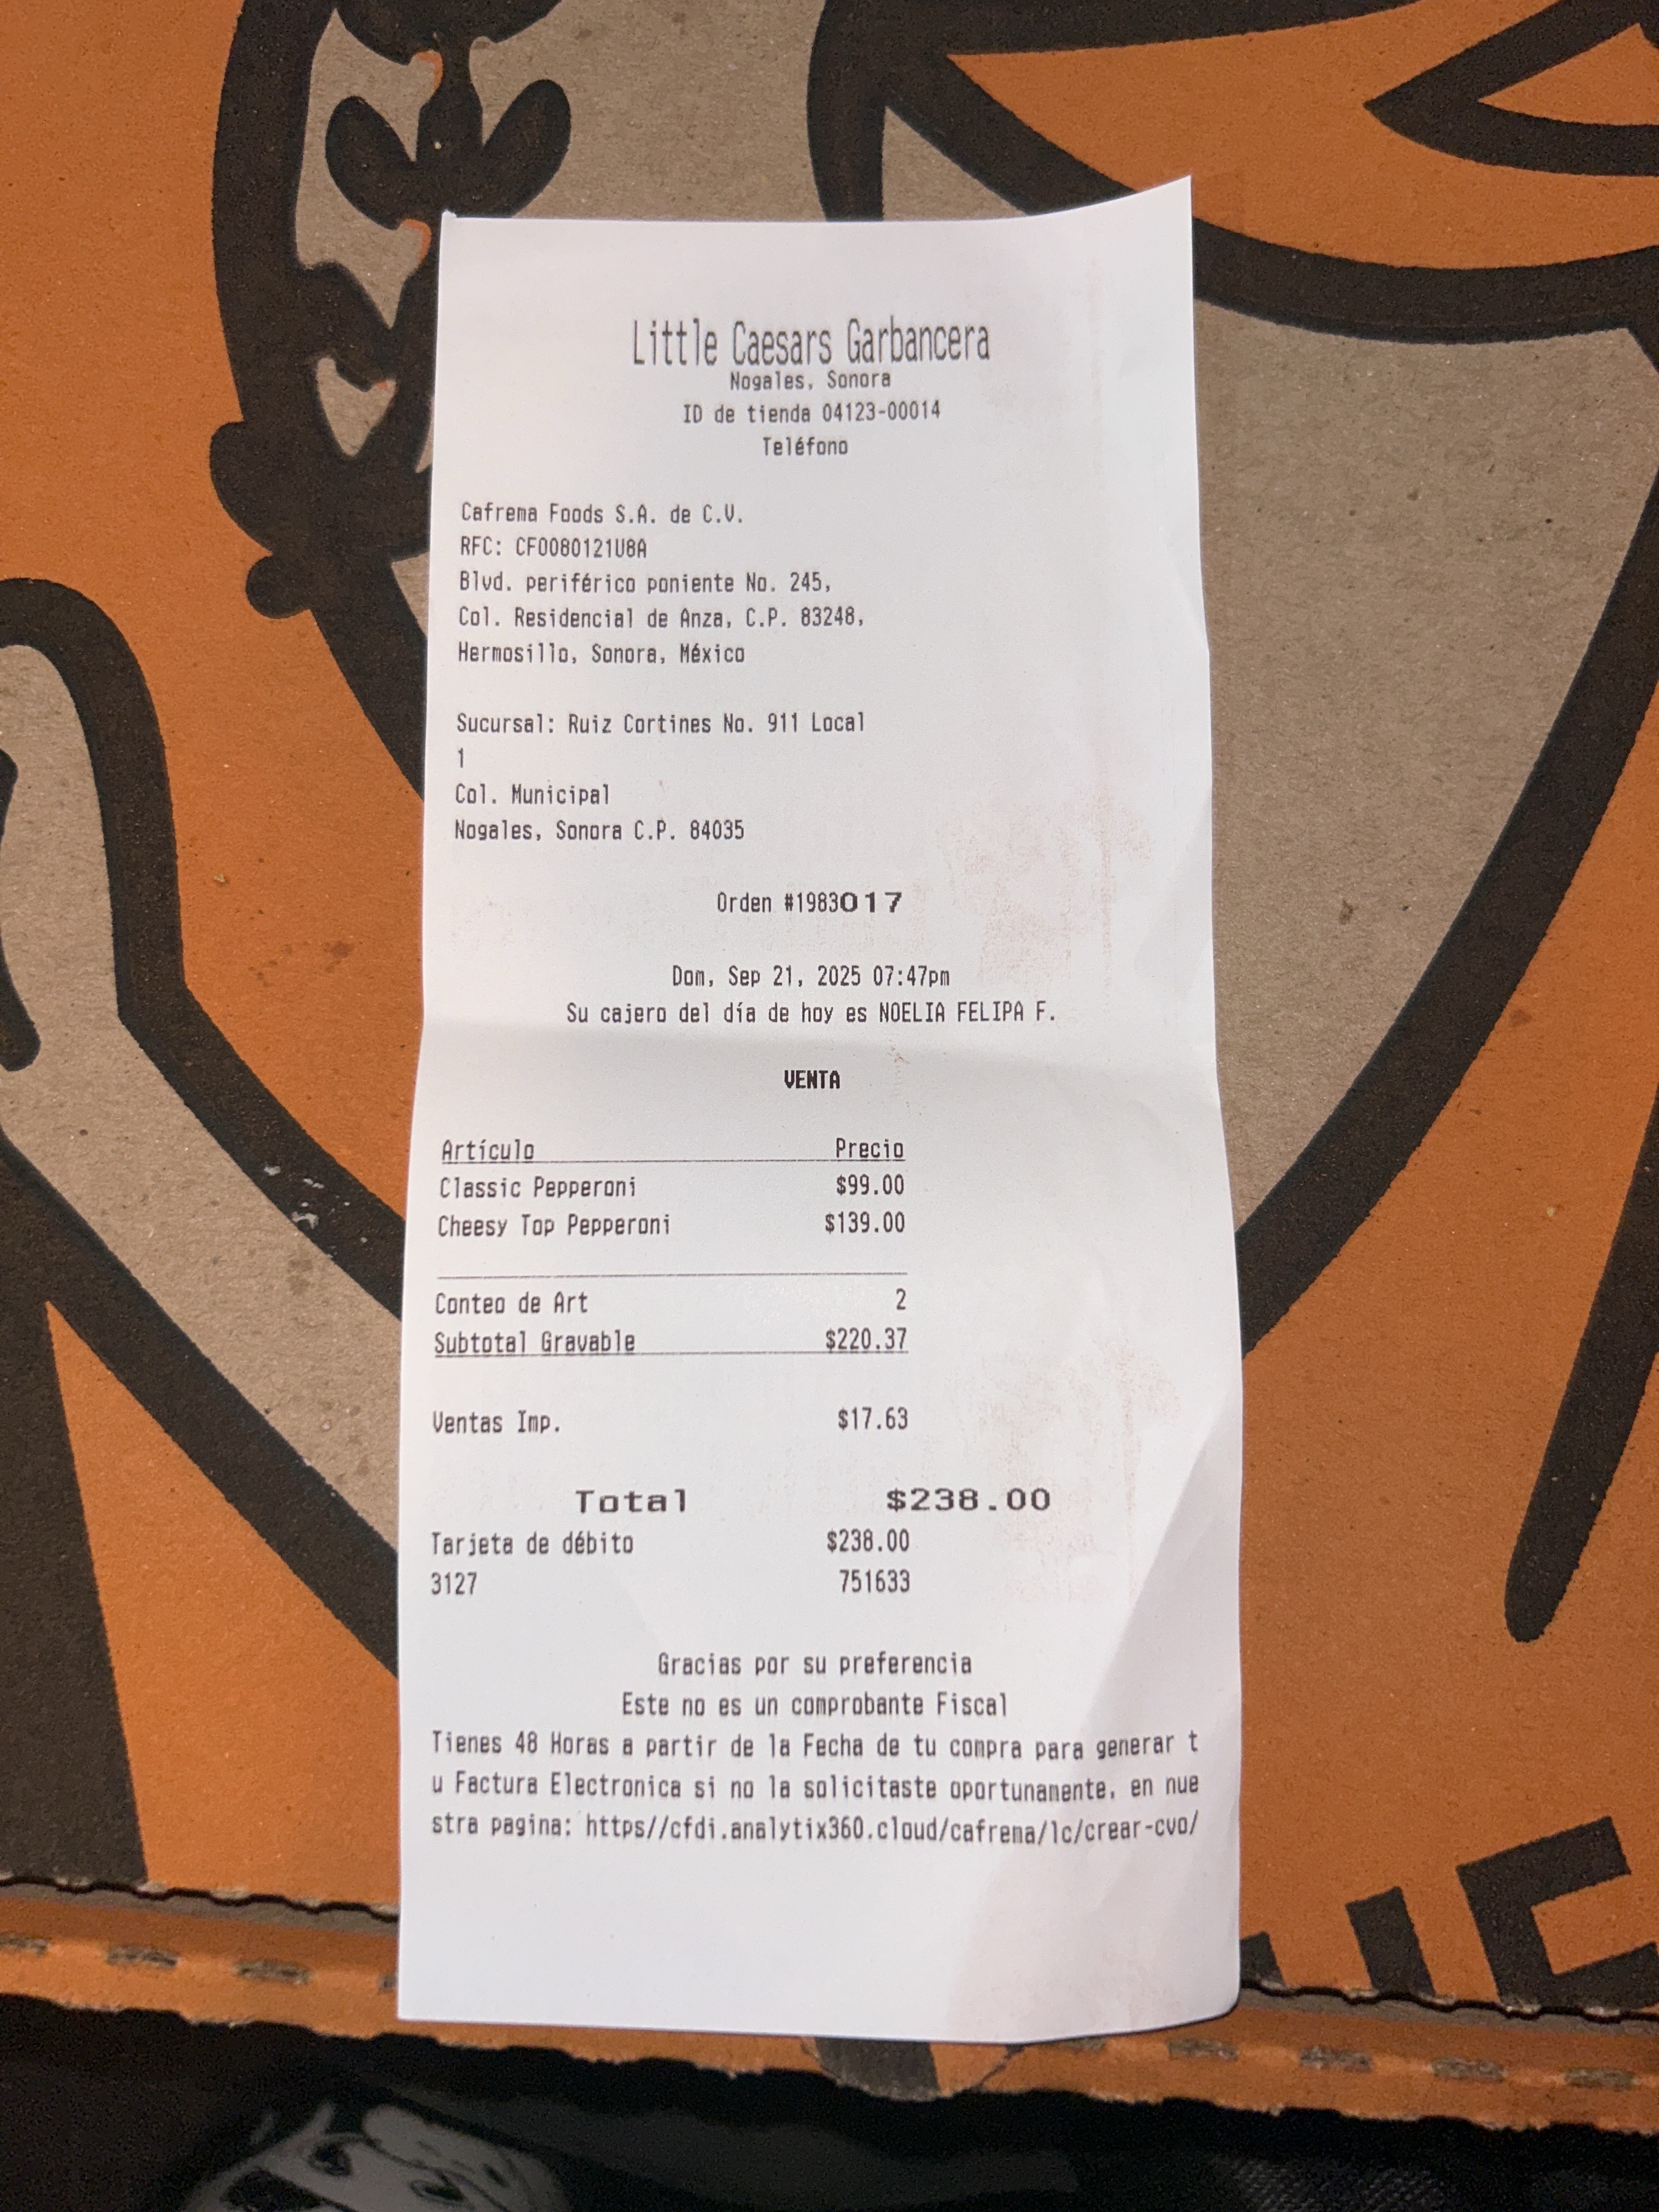 Little Caesars Garbancera
Nogales, Sonora
ID de tienda 04123-00014
Teléfono
Cafrema Foods S.A. de C.V.
RFC: CFO080121U8A
Blvd. periférico poniente No. 245,
Col. Residencial de Anza, C.P. 83248,
Hermosillo, Sonora, México
Sucursal: Ruiz Cortines No. 911 Local
1
Col. Municipal
Nogales, Sonora C.P. 84035
Orden #1983017
Dom, Sep 21, 2025 07:47pm
Su cajero del día de hoy es NOELIA FELIPA F.
VENTA
Artículo Precio
Classic Pepperoni $99.00
Cheesy Top Pepperoni $139.00
Conteo de Art 2
Subtotal Gravable $220.37
Ventas Imp. $17.63
Total $238.00
Tarjeta de débito $238.00
3127 751633
Gracias por su preferencia
Este no es un comprobante Fiscal
Tienes 48 Horas a partir de la Fecha de tu compra para generar t
u Factura Electronica si no la solicitaste oportunamente, en nue
stra pagina: https//cfdi.analytix360.cloud/cafrema/lc/crear-cvo/